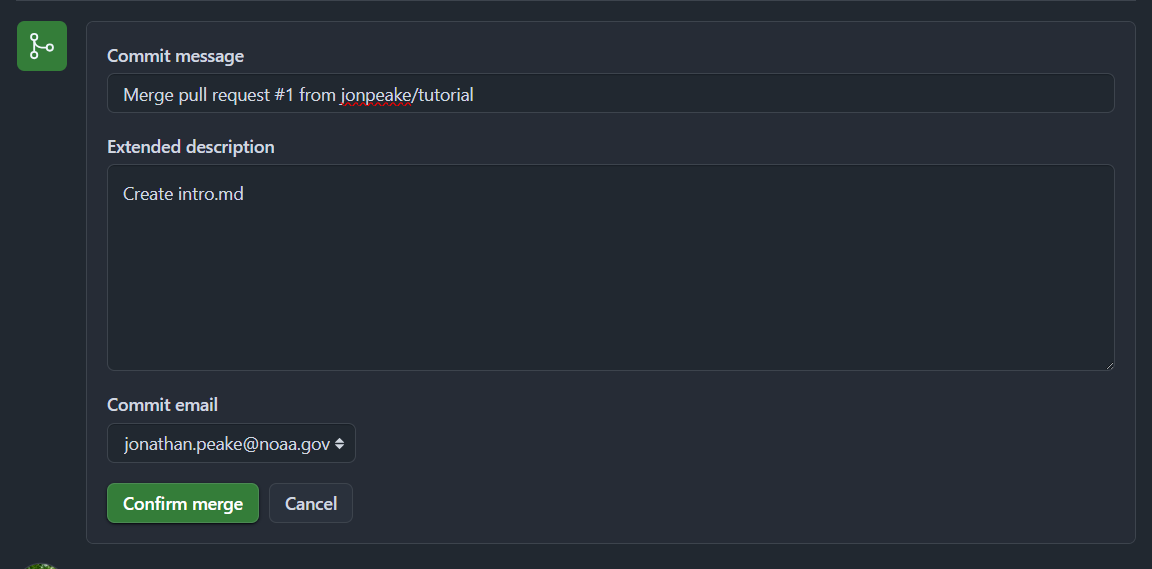 Commit message
Merge pull request #1 from jonpeake/tutorial
Extended description
Create intro.md
Commit email
jonathan.peake@noaa.gov
Confirm merge
Cancel